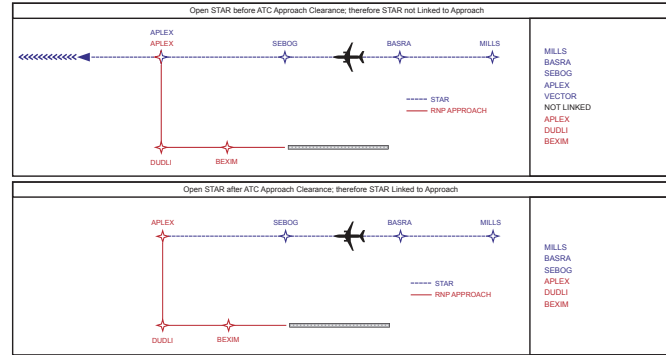 Open STAR before ATC Approach Clearance; therefore STAR not Linked to Approach
APLEX
APLEX
SEBOG
BASRA
MILLS
STAR
RNP APPROACH
DUDLI
BEXIM
MILLS
BASRA
SEBOG
APLEX
VECTOR
NOT LINKED
APLEX
DUDLI
BEXIM
Open STAR after ATC Approach Clearance; therefore STAR Linked to Approach
APLEX
SEBOG
BASRA
MILLS
STAR
RNP APPROACH
DUDLI
BEXIM
MILLS
BASRA
SEBOG
APLEX
DUDLI
BEXIM